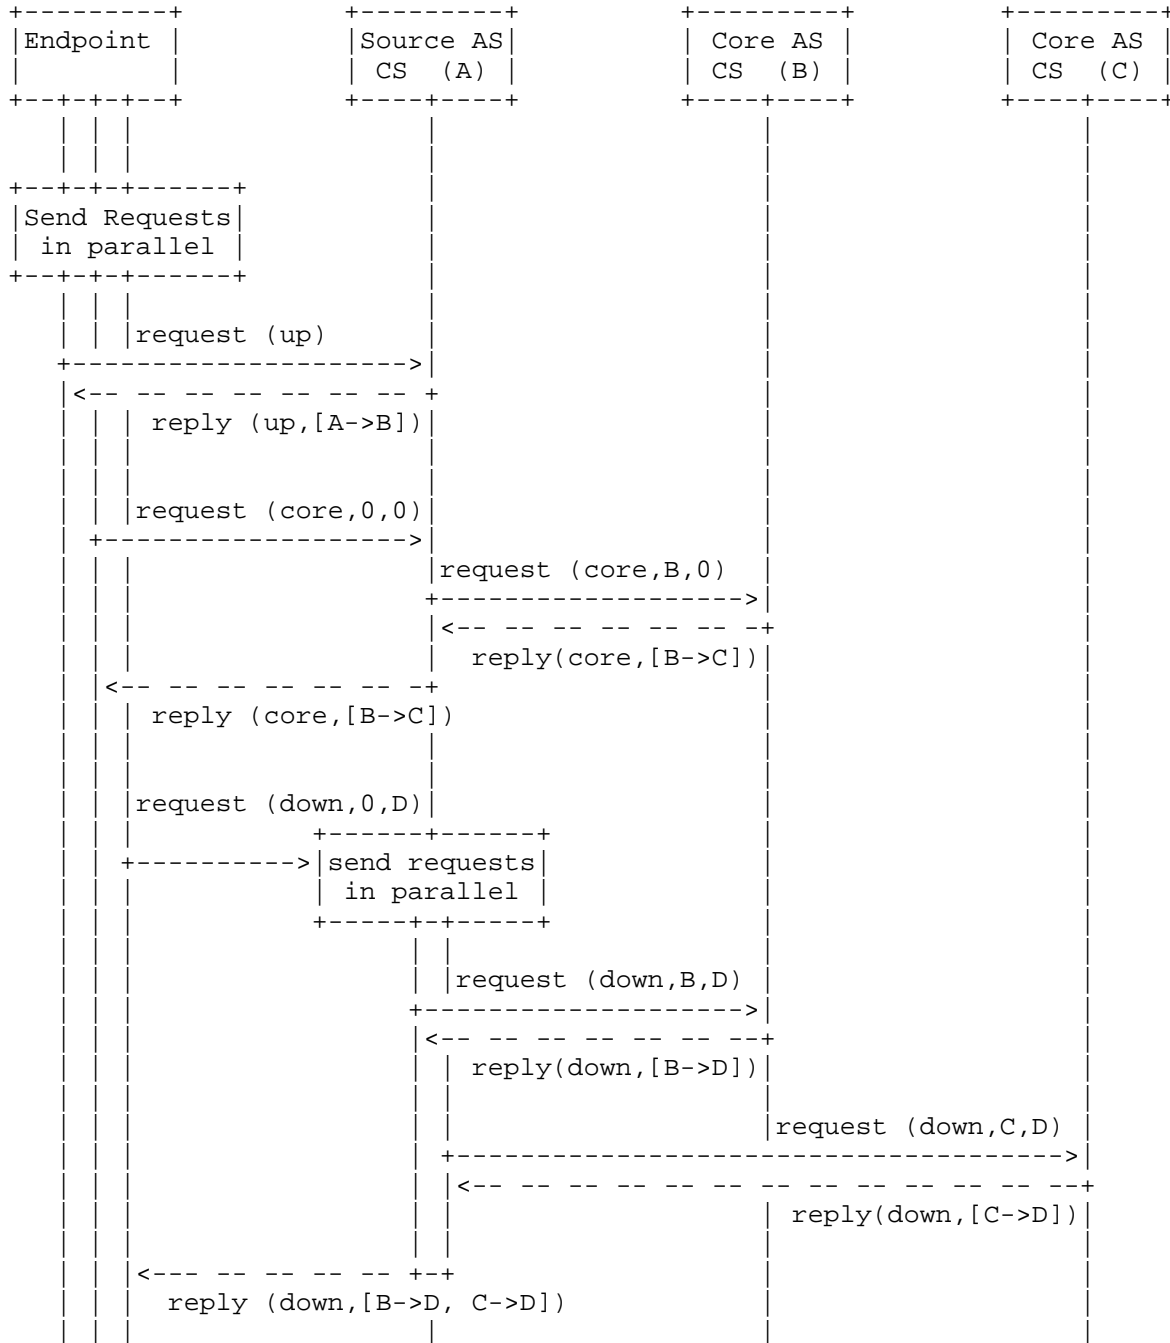 Endpoint Source AS Core AS Core AS
CS (A) CS (B) CS (C)
Send Requests
in parallel
request (up)
reply (up,[A->B])
request (core,0,0)
request (core,B,0)
reply(core,[B->C])
reply (core,[B->C])
request (down,0,D)
send requests
in parallel
request (down,B,D)
reply(down,[B->D])
request (down,C,D)
reply(down,[C->D])
reply (down,[B->D, C->D])